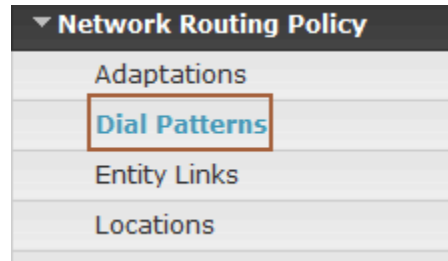 Network Routing Policy
Adaptations
Dial Patterns
Entity Links
Locations